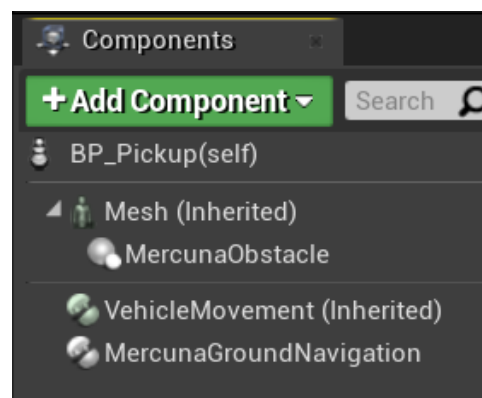 Components
+Add Component
Search
BP_Pickup(self)
Mesh (Inherited)
MercunaObstacle
VehicleMovement (Inherited)
MercunaGroundNavigation